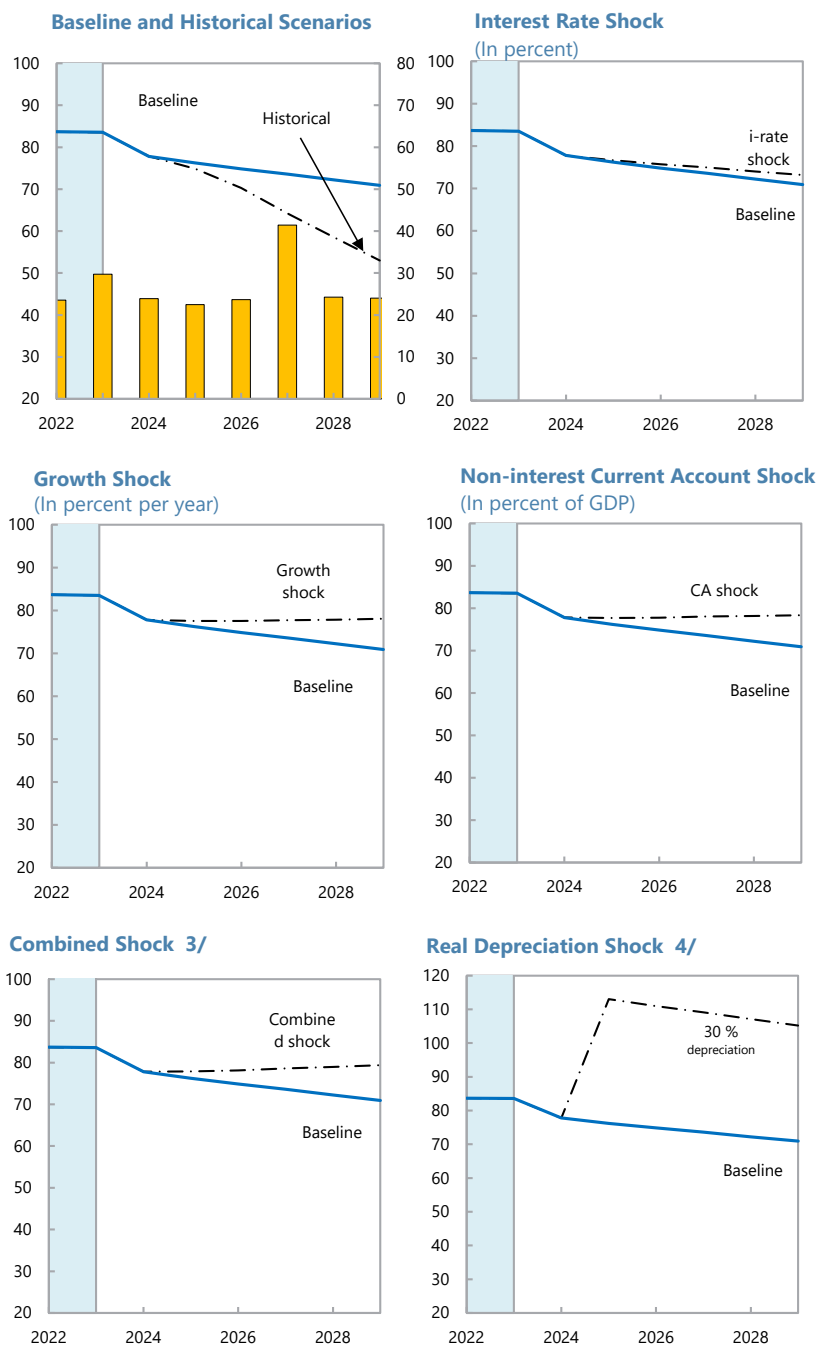 Baseline and Historical Scenarios
100
90
80
70
60
50
40
30
20
80
70
60
50
40
30
20
10
0
Baseline
Historical
2022 2024 2026 2028
Interest Rate Shock
(In percent)
100
90
80
70
60
50
40
30
20
i-rate
shock
Baseline
2022 2024 2026 2028
Growth Shock
(In percent per year)
100
90
80
70
60
50
40
30
20
Growth
shock
Baseline
2022 2024 2026 2028
Non-interest Current Account Shock
(In percent of GDP)
100
90
80
70
60
50
40
30
20
CA shock
Baseline
2022 2024 2026 2028
Combined Shock 3/
100
90
80
70
60
50
40
30
20
Combine
d shock
Baseline
2022 2024 2026 2028
Real Depreciation Shock 4/
120
110
100
90
80
70
60
50
40
30
20
30 %
depreciation
Baseline
2022 2024 2026 2028